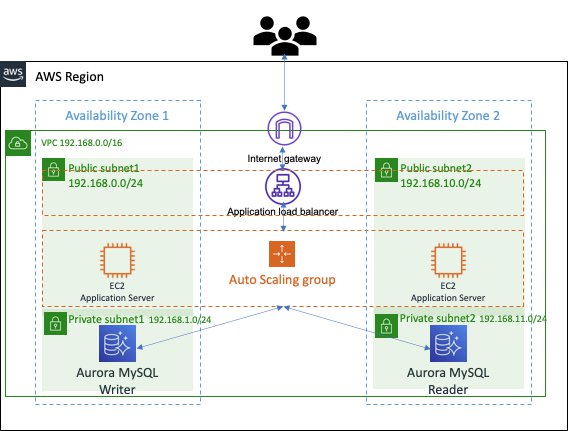 aws
AWS Region
Availability Zone 1
Availability Zone 2
VPC 192.168.0.0/16
Internet gateway
Public subnet1
192.168.0.0/24
Public subnet2
192.168.10.0/24
Application load balancer
EC2
Application Server
Auto Scaling group
EC2
Application Server
Private subnet1 192.168.1.0/24
Private subnet2 192.168.11.0/24
Aurora MySQL
Writer
Aurora MySQL
Reader